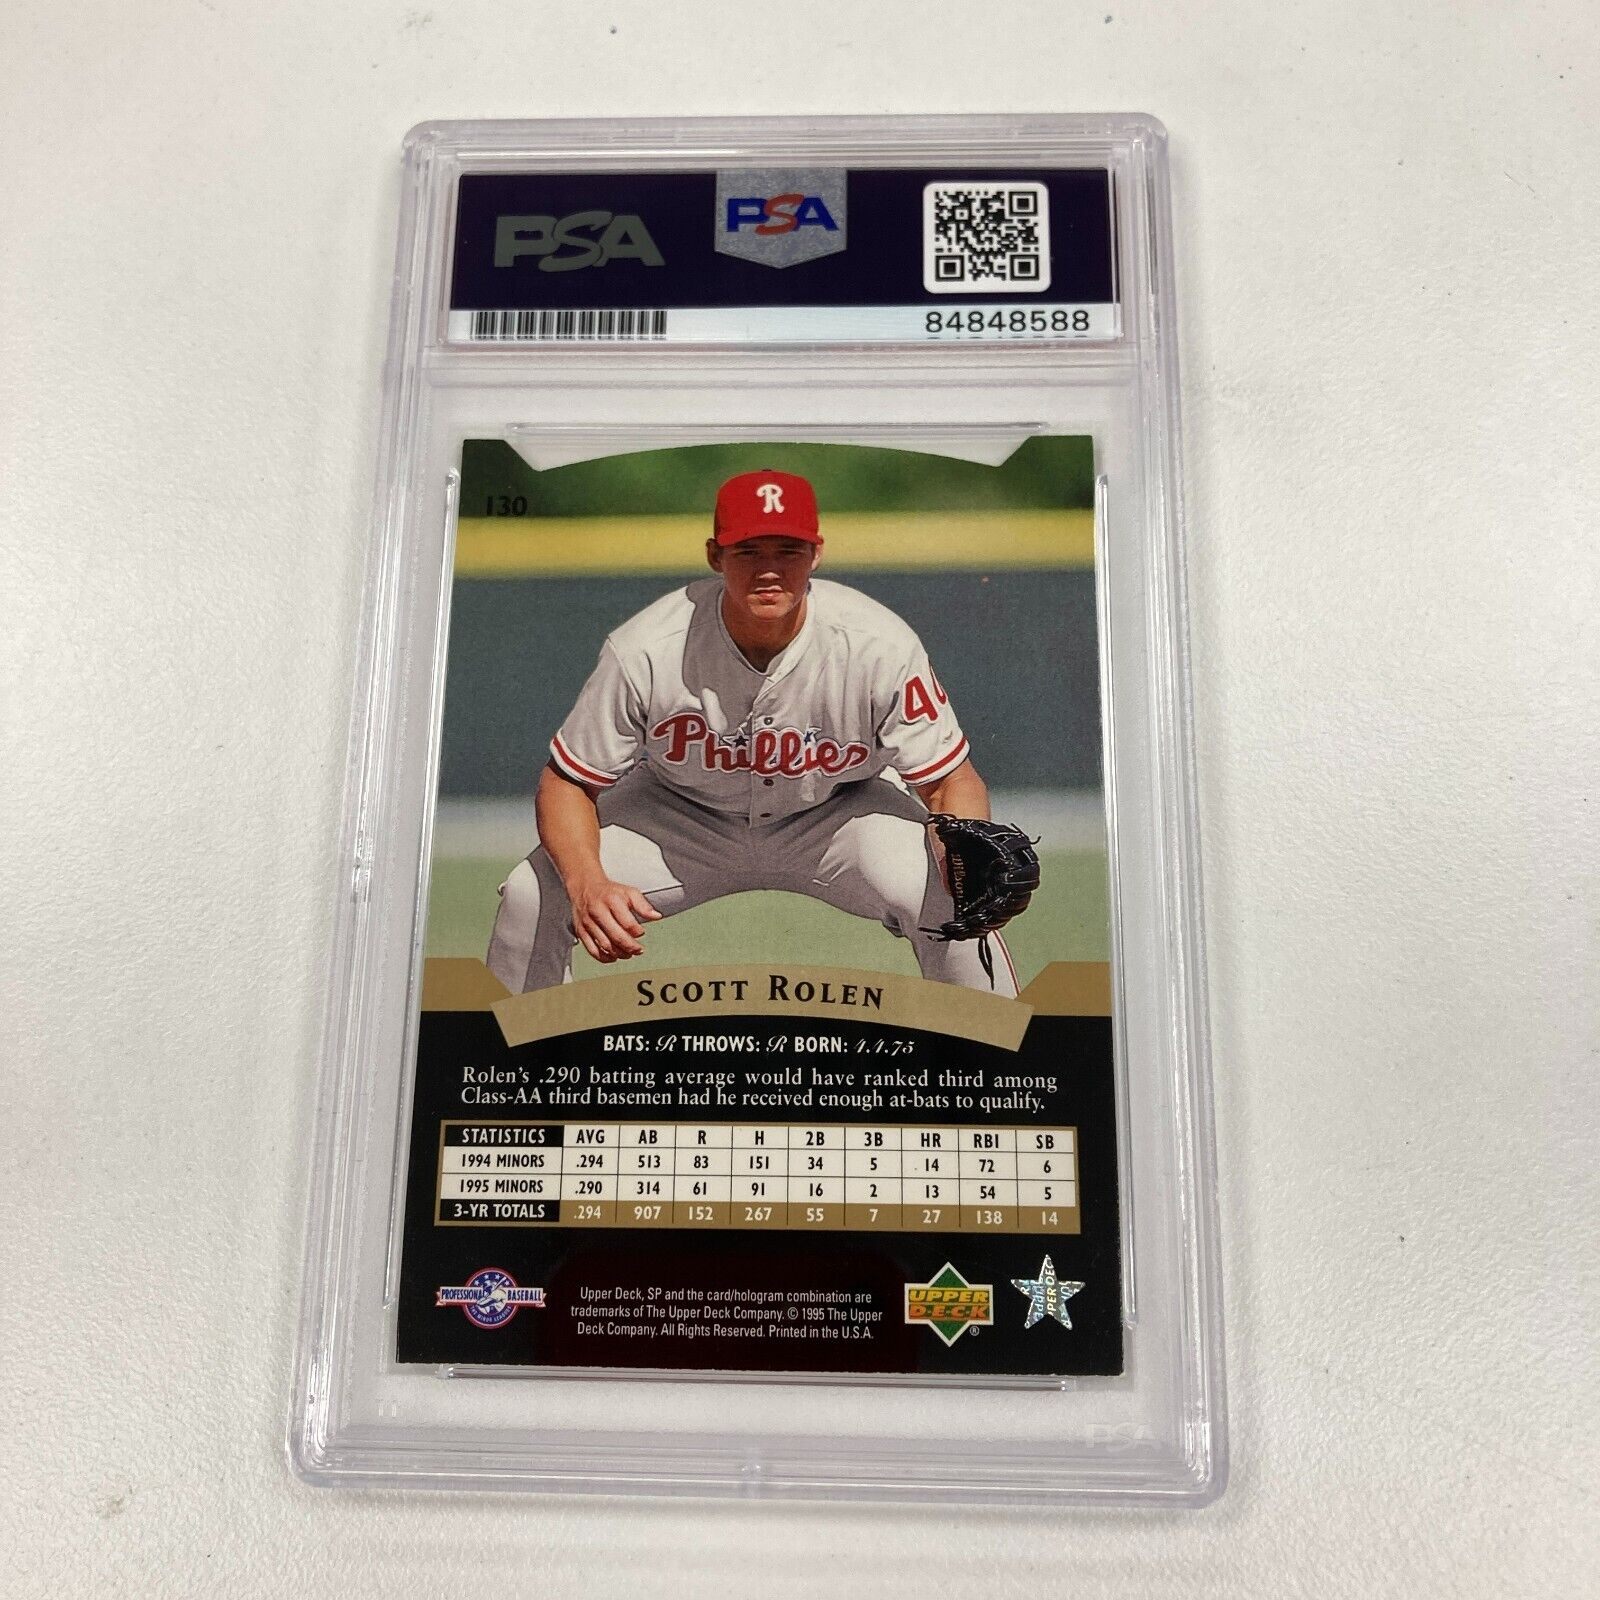 PSA
PSA
84848588
130
R
44
Phillies
Wilson
SCOTT ROLEN
BATS: R THROWS: R BORN: 4.4.75
Rolen's .290 batting average would have ranked third among
Class-AA third basemen had he received enough at-bats to qualify.
STATISTICS AVG AB R H 2B 3B HR RBI SB
1994 MINORS .294 513 83 151 34 5 14 72 6
1995 MINORS .290 314 61 91 16 2 13 54 5
3-YR TOTALS .294 907 152 267 55 7 27 138 14
PROFESSIONAL BASEBALL
Upper Deck, SP and the card/hologram combination are
trademarks of The Upper Deck Company. © 1995 The Upper
Deck Company. All Rights Reserved. Printed in the U.S.A.
UPPER
DECK
®
PSA